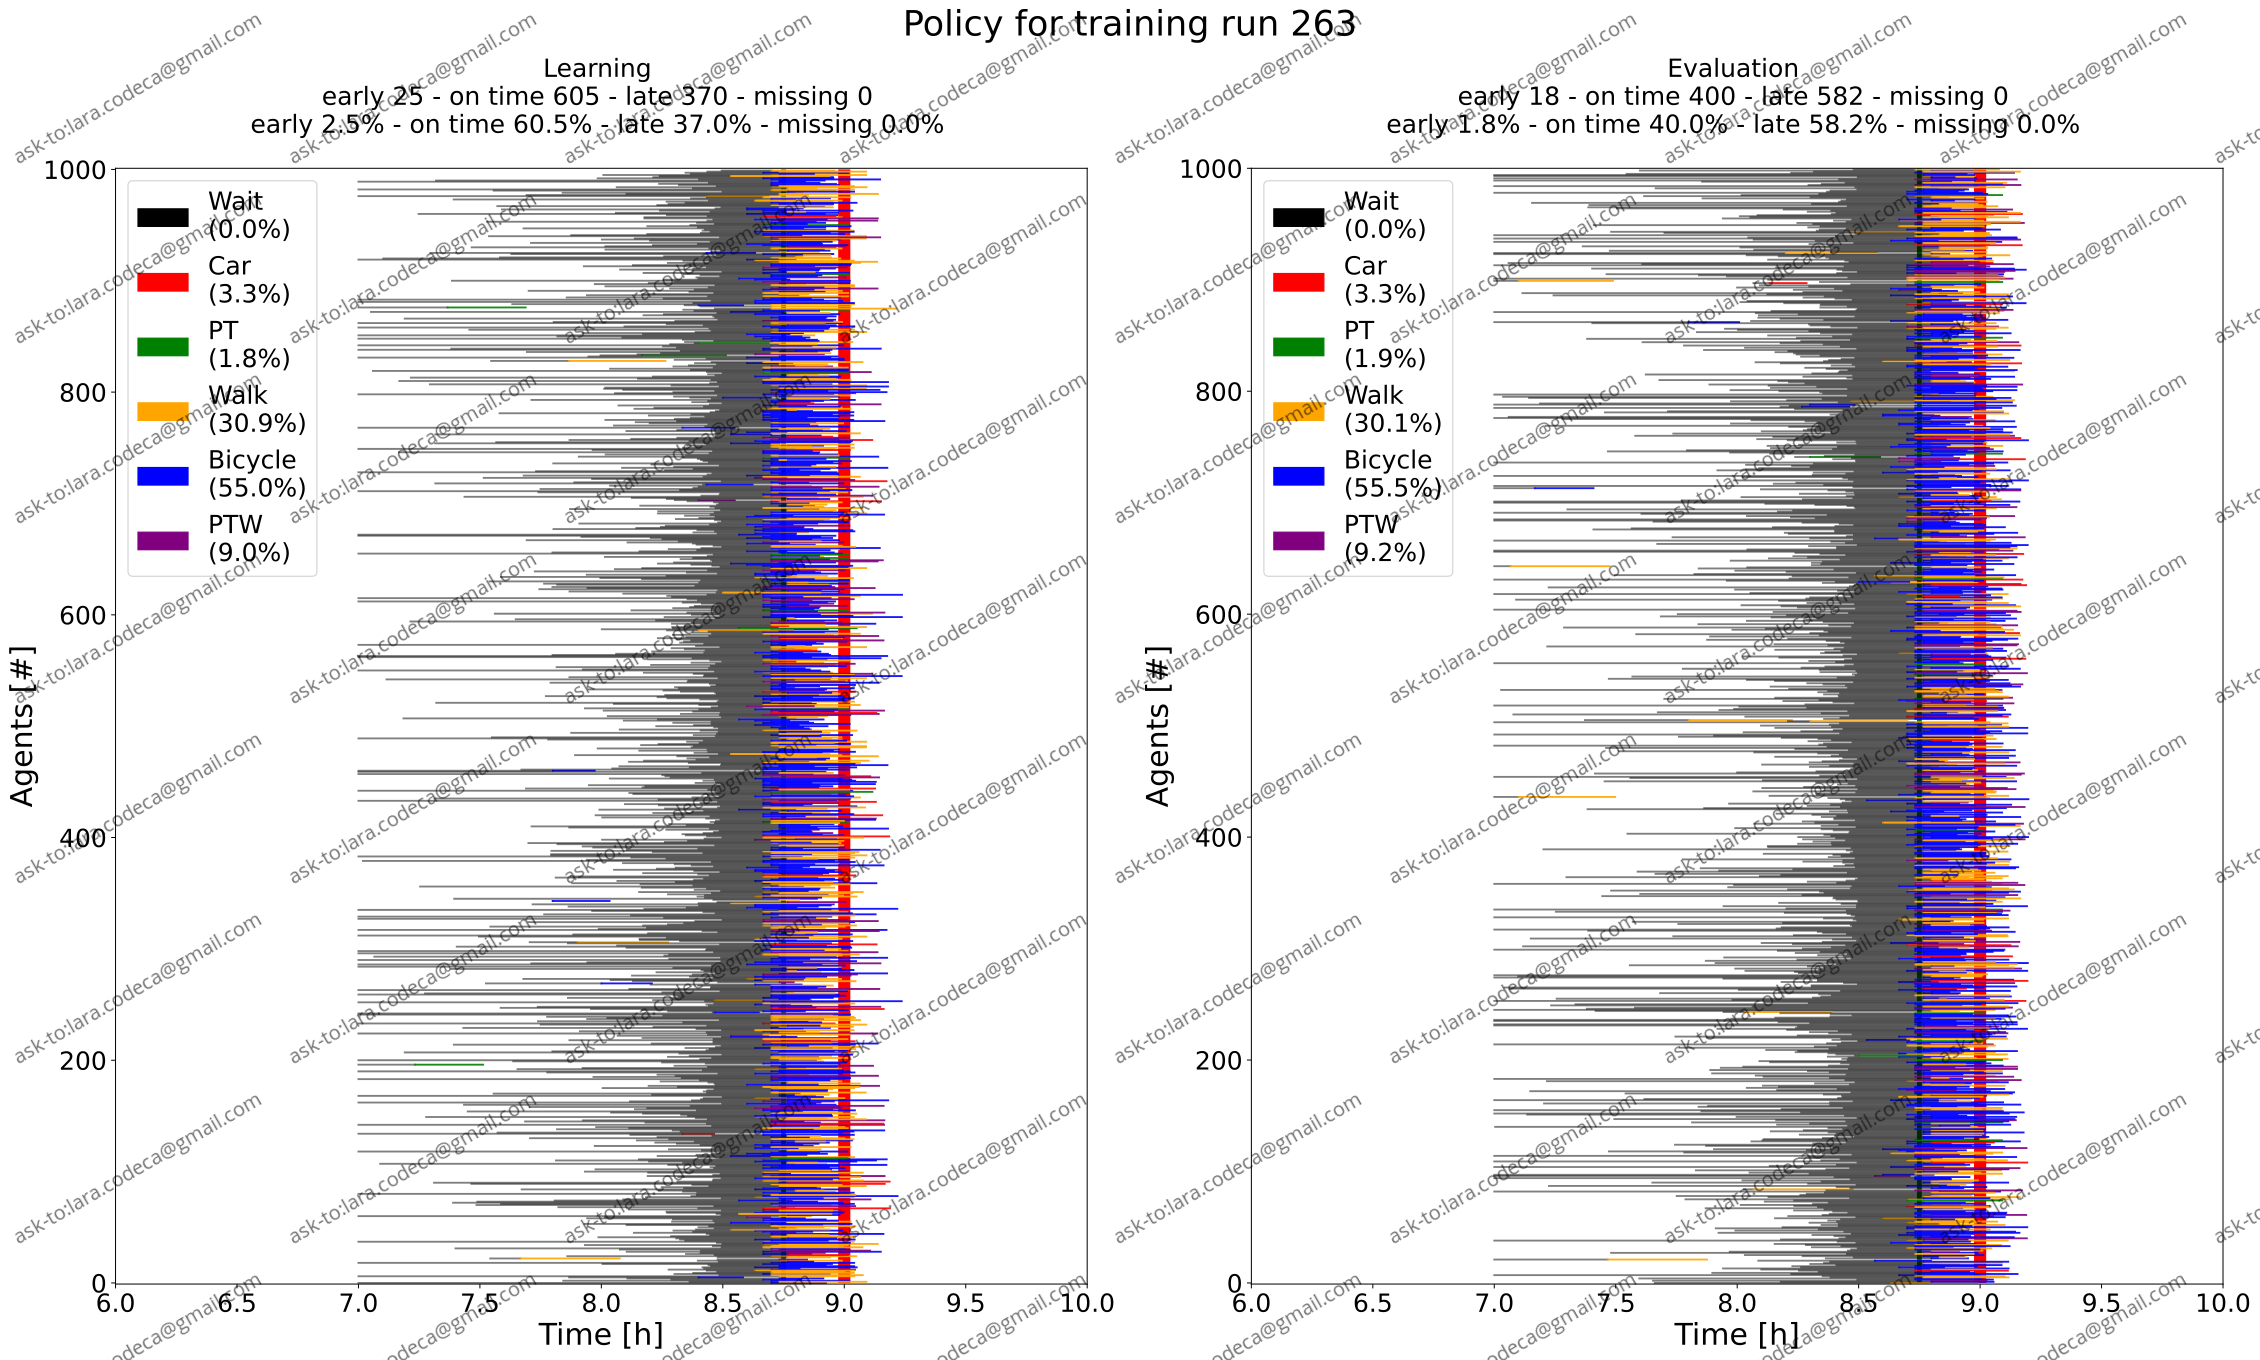 Policy for training run 263
Learning
early 25 - on time 605 - late 370 - missing 0
early 2.5% - on time 60.5% - late 37.0% - missing 0.0%
1000
800
600
400
200
0
Agents [#]
Wait
(0.0%)
Car
(3.3%)
PT
(1.8%)
Walk
(30.9%)
Bicycle
(55.0%)
PTW
(9.0%)
6.0 6.5 7.0 7.5 8.0 8.5 9.0 9.5 10.0
Time [h]
Evaluation
early 18 - on time 400 - late 582 - missing 0
early 1.8% - on time 40.0% - late 58.2% - missing 0.0%
1000
800
600
400
200
0
Agents [#]
Wait
(0.0%)
Car
(3.3%)
PT
(1.9%)
Walk
(30.1%)
Bicycle
(55.5%)
PTW
(9.2%)
6.0 6.5 7.0 7.5 8.0 8.5 9.0 9.5 10.0
Time [h]
ask-to:lara.codeca@gmail.com